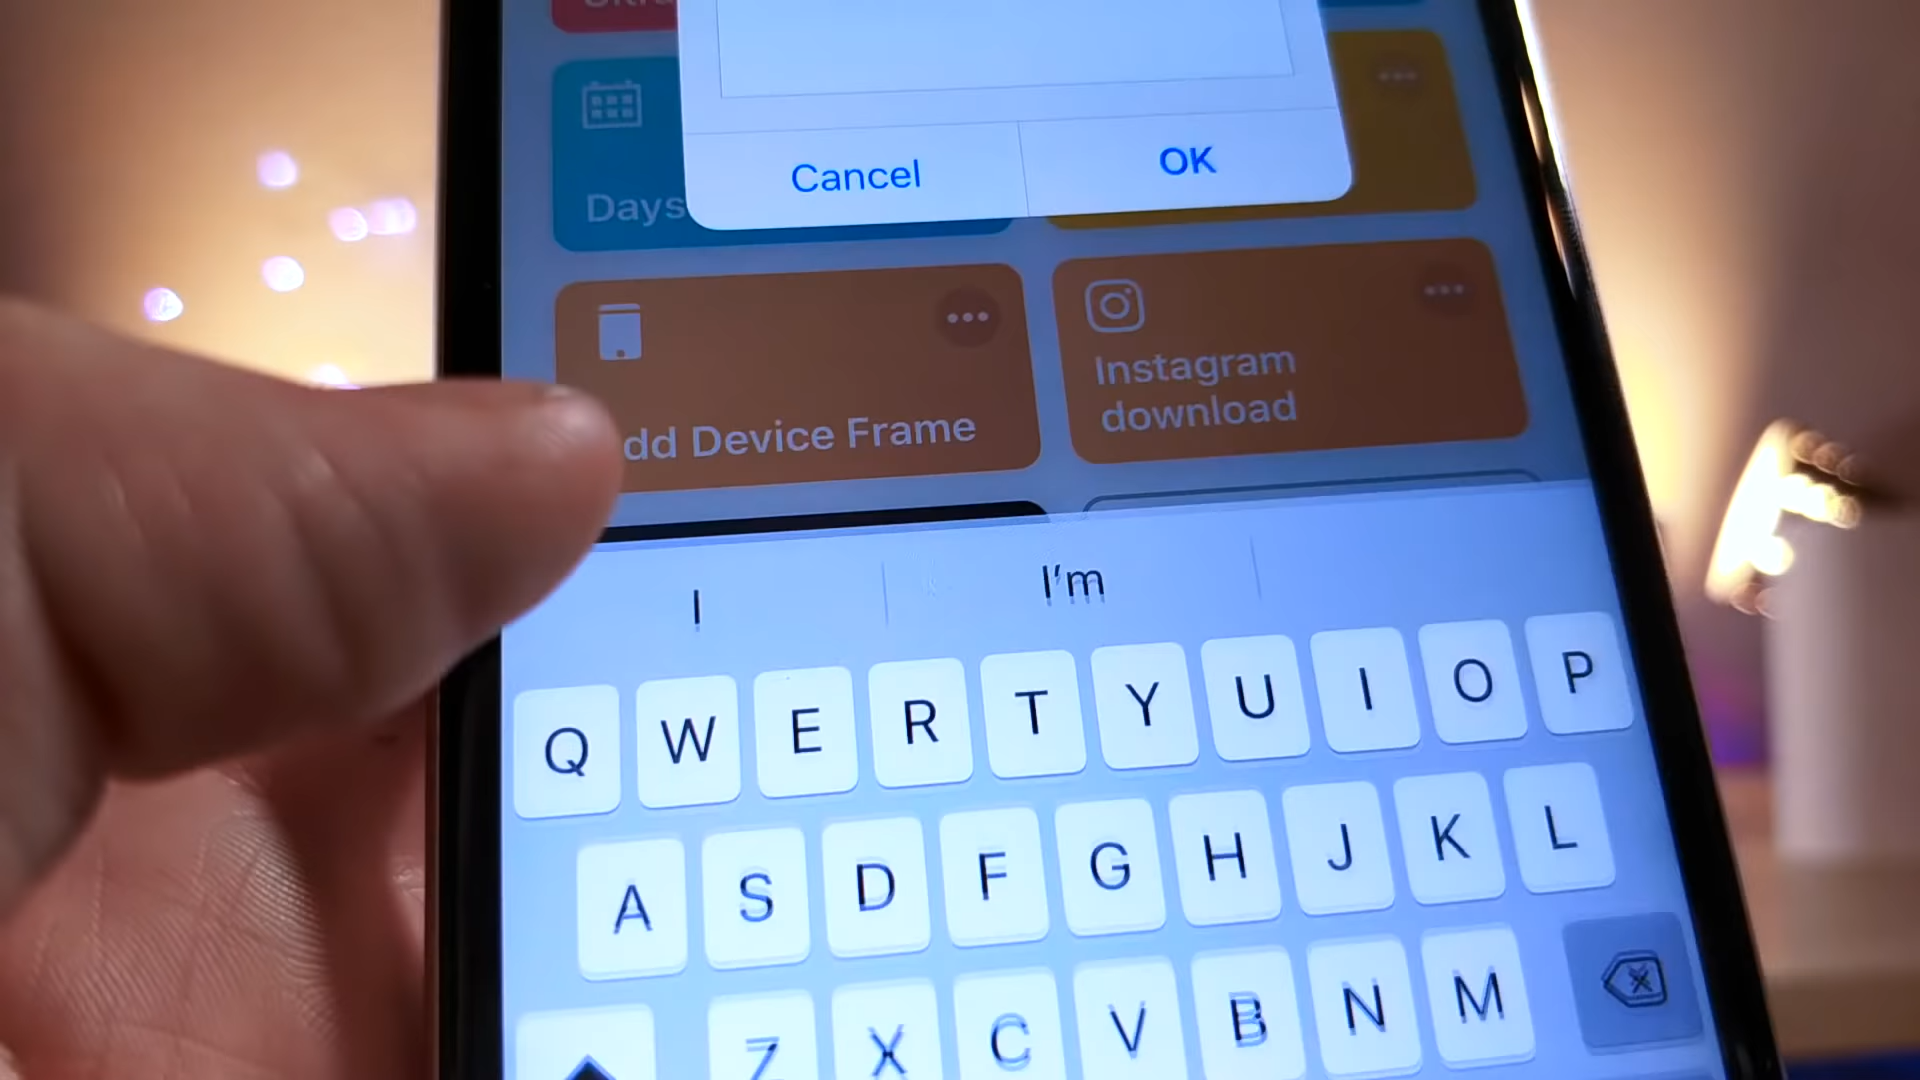 Cancel
OK
Days
dd Device Frame
Instagram
download
I
I'm
Q W E R T Y U I O P
A S D F G H J K L
Z X C V B N M